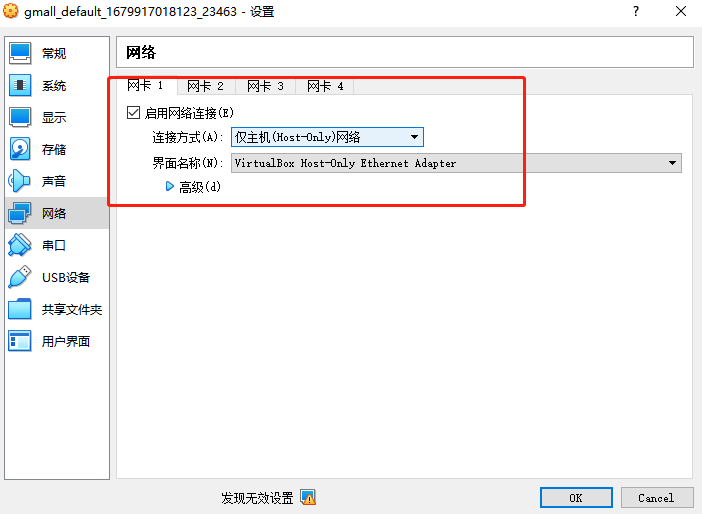 gmall_default_1679917018123_23463 - 设置
常规
系统
显示
存储
声音
网络
串口
USB设备
共享文件夹
用户界面
网络
网卡 1 网卡 2 网卡 3 网卡 4
启用网络连接(E)
连接方式(A): 仅主机(Host-Only)网络
界面名称(N): VirtualBox Host-Only Ethernet Adapter
高级(d)
发现无效设置
OK Cancel